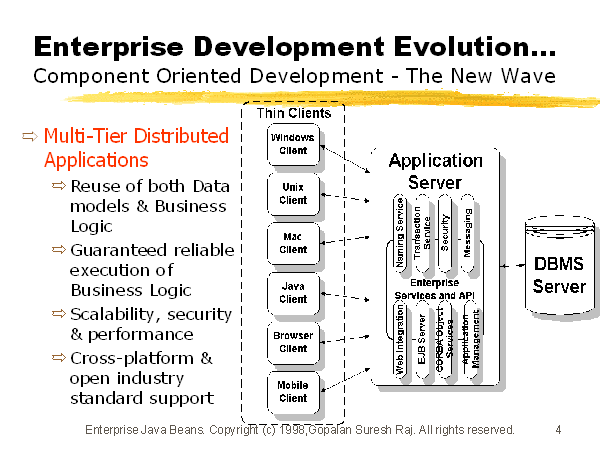 Enterprise Development Evolution...
Component Oriented Development - The New Wave
Multi-Tier Distributed
Applications
Reuse of both Data
models & Business
Logic
Guaranteed reliable
execution of
Business Logic
Scalability, security
& performance
Cross-platform &
open industry
standard support
Thin Clients
Windows
Client
Unix
Client
Mac
Client
Java
Client
Browser
Client
Mobile
Client
Application
Server
Naming Service
Transaction
Service
Security
Messaging
Enterprise
Services and API
Web Integration
EJB Server
CORBA Object
Services
Application
Management
DBMS
Server
Enterprise Java Beans. Copyright (c) 1998,Gopalan Suresh Raj. All rights reserved.
4